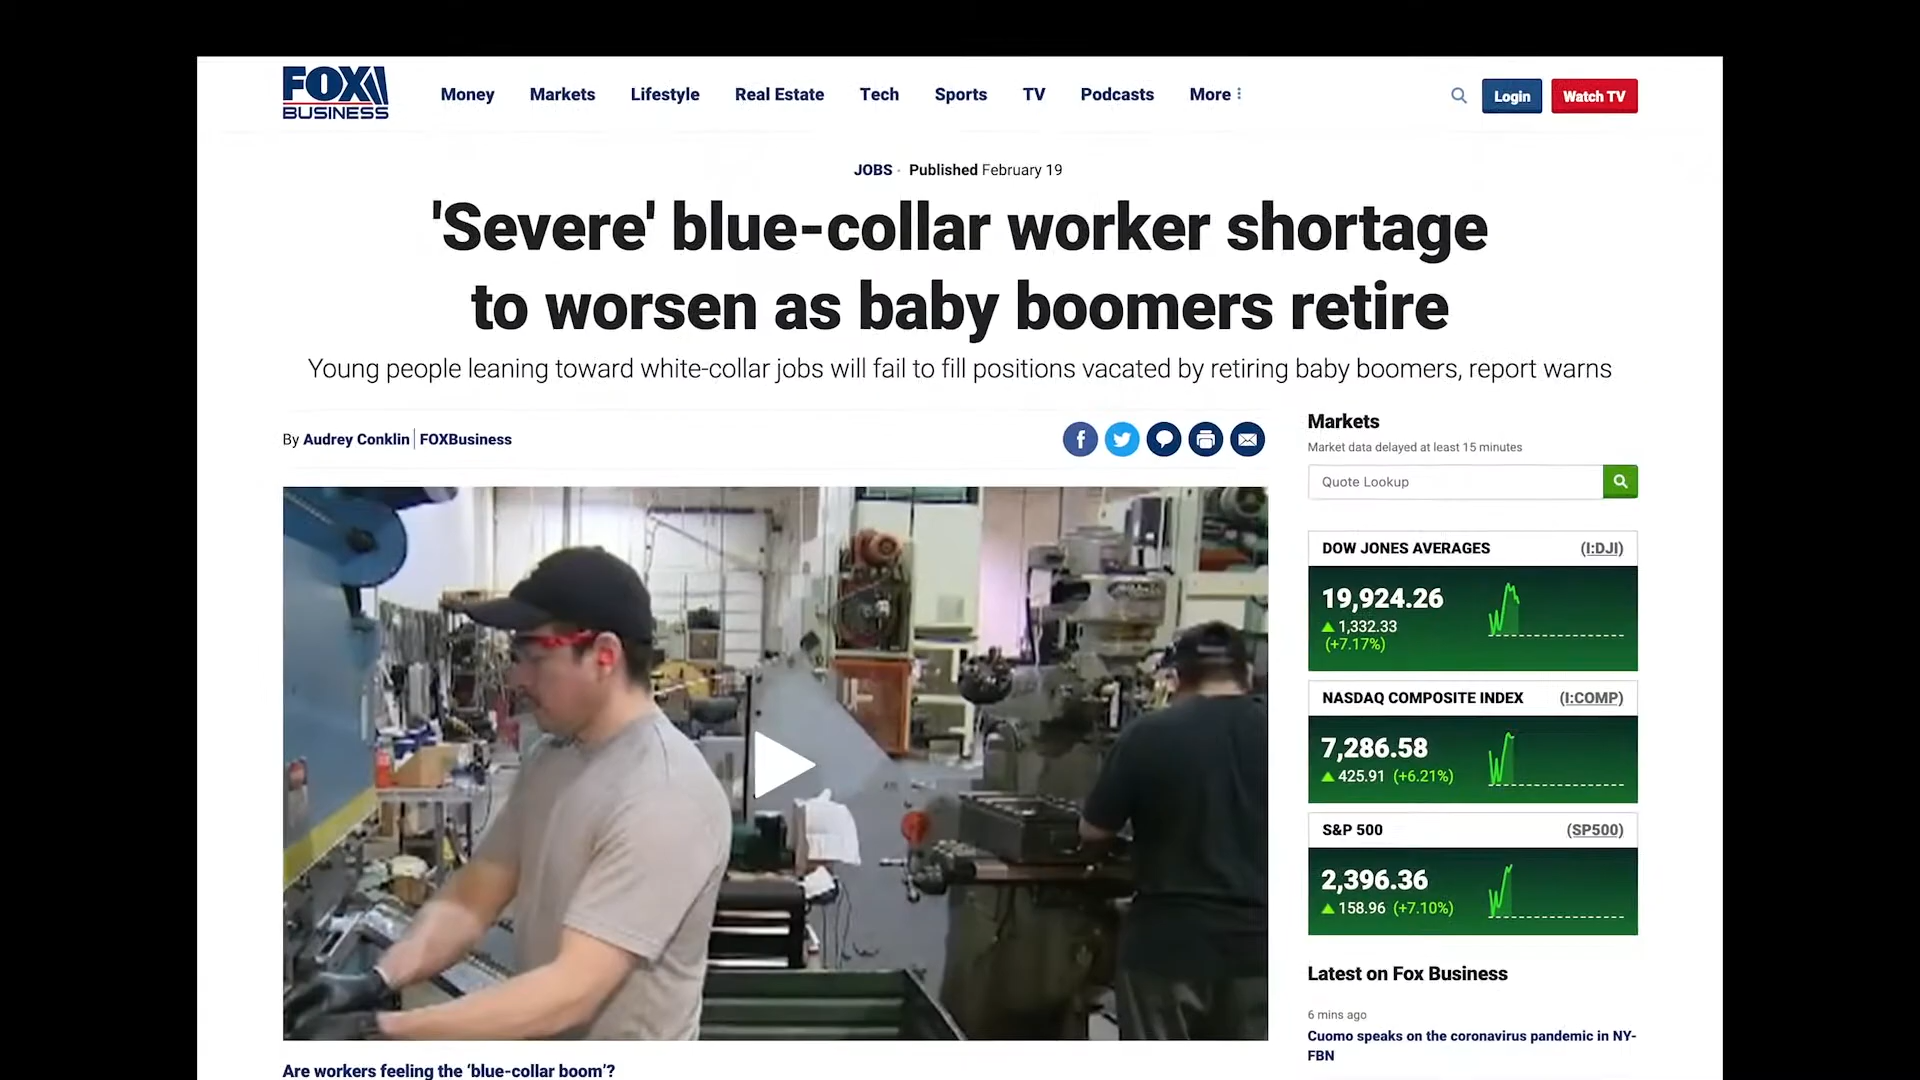 FOX
BUSINESS
Money
Markets
Lifestyle
Real Estate
Tech
Sports
TV
Podcasts
More
Login
Watch TV
JOBS · Published February 19
'Severe' blue-collar worker shortage
to worsen as baby boomers retire
Young people leaning toward white-collar jobs will fail to fill positions vacated by retiring baby boomers, report warns
By Audrey Conklin | FOXBusiness
Markets
Market data delayed at least 15 minutes
Quote Lookup
DOW JONES AVERAGES (I:DJI)
19,924.26
1,332.33
(+7.17%)
NASDAQ COMPOSITE INDEX (I:COMP)
7,286.58
425.91 (+6.21%)
S&P 500 (SP500)
2,396.36
158.96 (+7.10%)
Latest on Fox Business
6 mins ago
Cuomo speaks on the coronavirus pandemic in NY-
FBN
Are workers feeling the ‘blue-collar boom’?